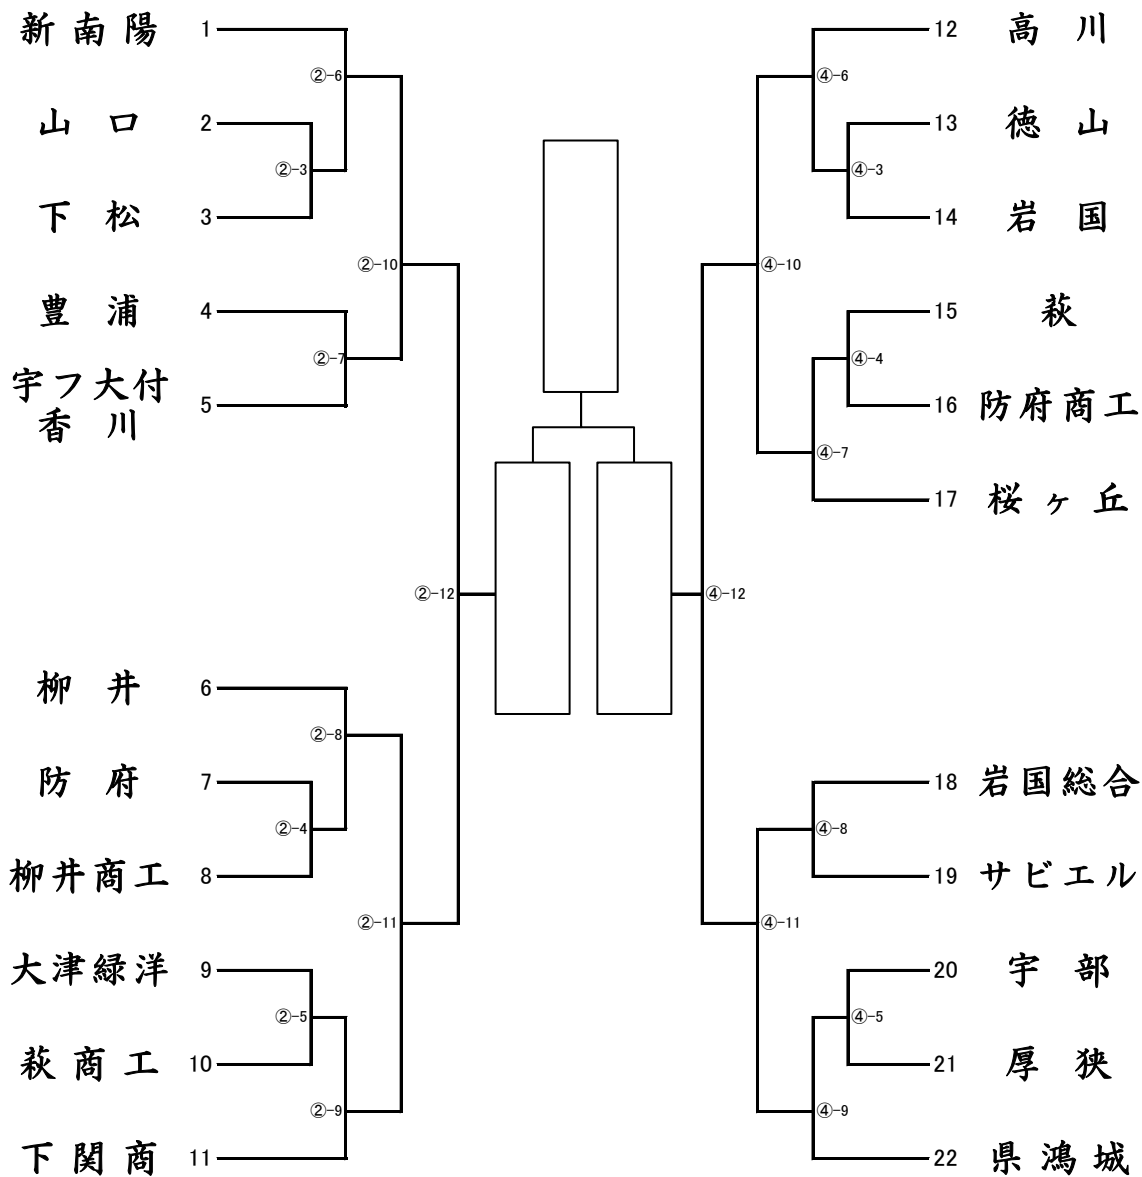 新南陽 1
②-6
山口 2
②-3
下松 3
②-10
豊浦 4
②-7
宇フ大付
香川 5
②-12
柳井 6
②-8
防府 7
②-4
柳井商工 8
②-11
大津緑洋 9
②-5
萩商工 10
②-9
下関商 11
12 高川
④-6
13 徳山
④-3
14 岩国
④-10
15 萩
④-4
16 防府商工
④-7
17 桜ヶ丘
④-12
18 岩国総合
④-8
19 サビエル
④-11
20 宇部
④-5
21 厚狭
④-9
22 県鴻城